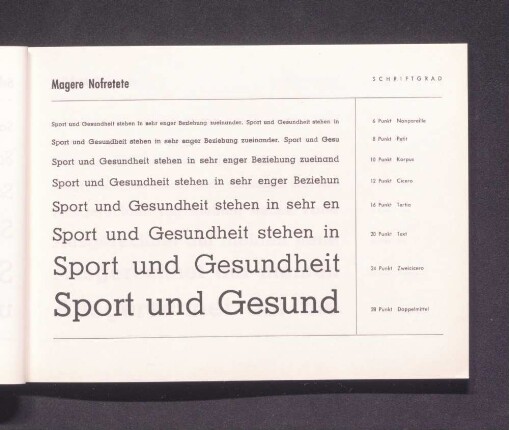 Magere Nofretete
SCHRIFTGRAD
Sport und Gesundheit stehen in sehr enger Beziehung zueinander. Sport und Gesundheit stehen in
6 Punkt Nonpareille
Sport und Gesundheit stehen in sehr enger Beziehung zueinander. Sport und Gesu
8 Punkt Petit
Sport und Gesundheit stehen in sehr enger Beziehung zueinand
10 Punkt Korpus
Sport und Gesundheit stehen in sehr enger Beziehun
12 Punkt Cicero
Sport und Gesundheit stehen in sehr en
16 Punkt Tertia
Sport und Gesundheit stehen in
20 Punkt Text
Sport und Gesundheit
24 Punkt Zweicicero
Sport und Gesund
28 Punkt Doppelmittel